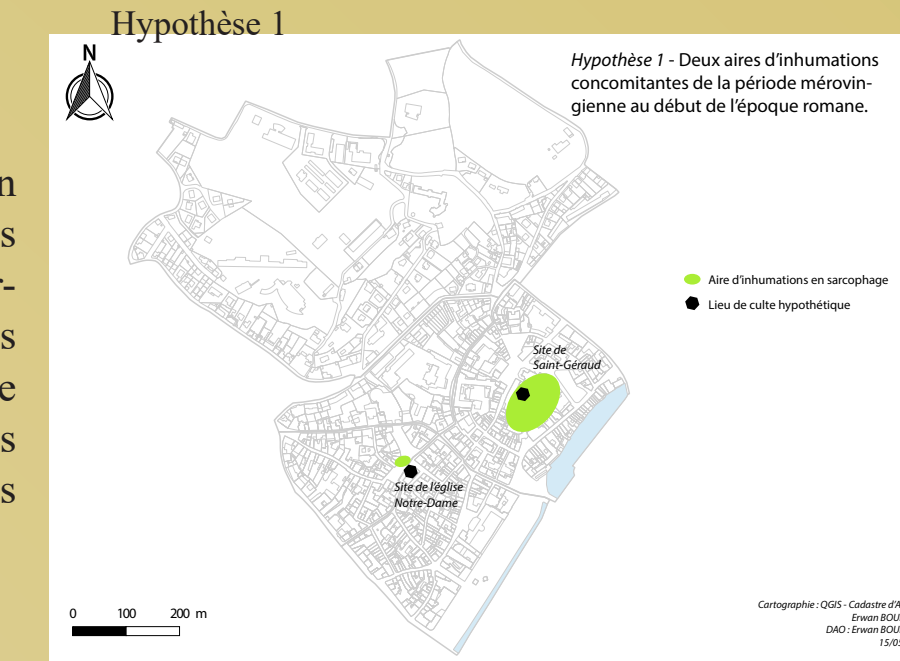 Hypothèse 1
N
Hypothèse 1 - Deux aires d'inhumations
concomitantes de la période mérovin-
gienne au début de l'époque romane.
n
s
r-
s
e
s
s
Aire d'inhumations en sarcophage
Lieu de culte hypothétique
Site de
Saint-Géraud
Site de l'église
Notre-Dame
0 100 200 m
Cartographie : QGIS - Cadastre d'A
Erwan BOU
DAO : Erwan BOU
15/05